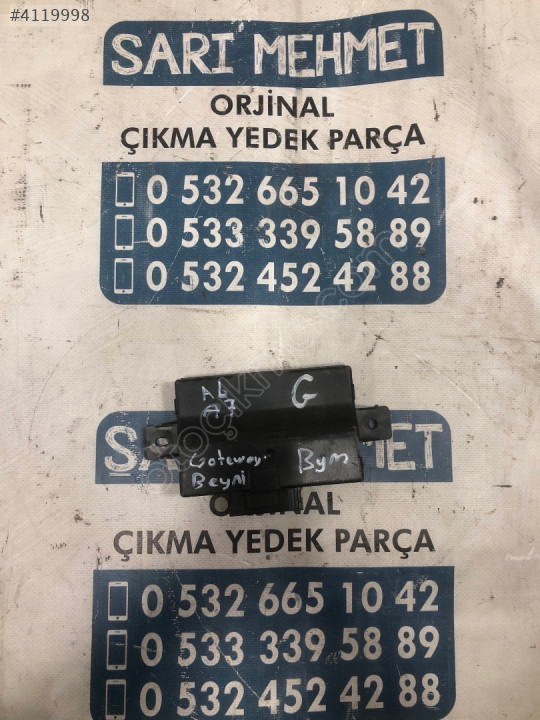 #4119998
SARI MEHMET
ORJİNAL
ÇIKMA YEDEK PARÇA
0 532 665 10 42
0 533 339 58 89
0 532 452 42 88
A6
A7
G
Gateway
Beyni
Bym
ÇIKMA YEDEK PARÇA
0 532 665 10 42
0 533 339 58 89
0 532 452 42 88